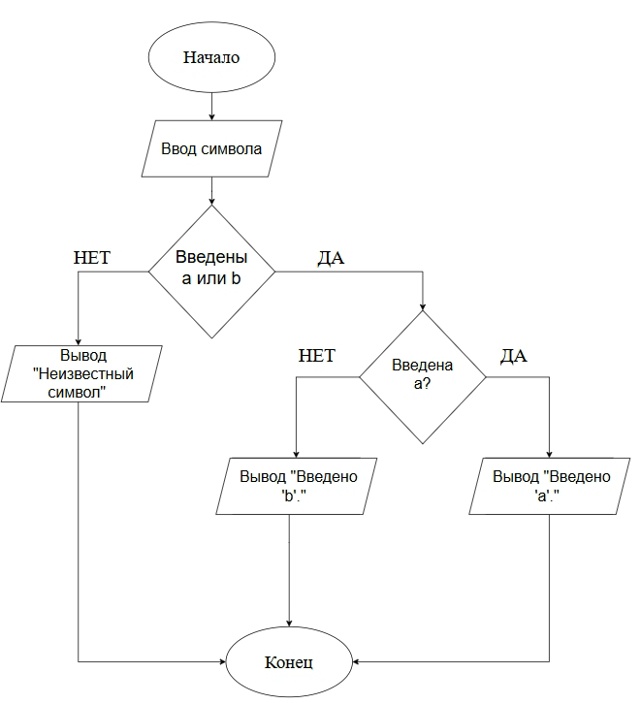 Начало
Ввод символа
НЕТ
Введены
а или b
ДА
Вывод
"Неизвестный
символ"
НЕТ
Введена
а?
ДА
Вывод "Введено
'b'."
Вывод "Введено
'a'."
Конец